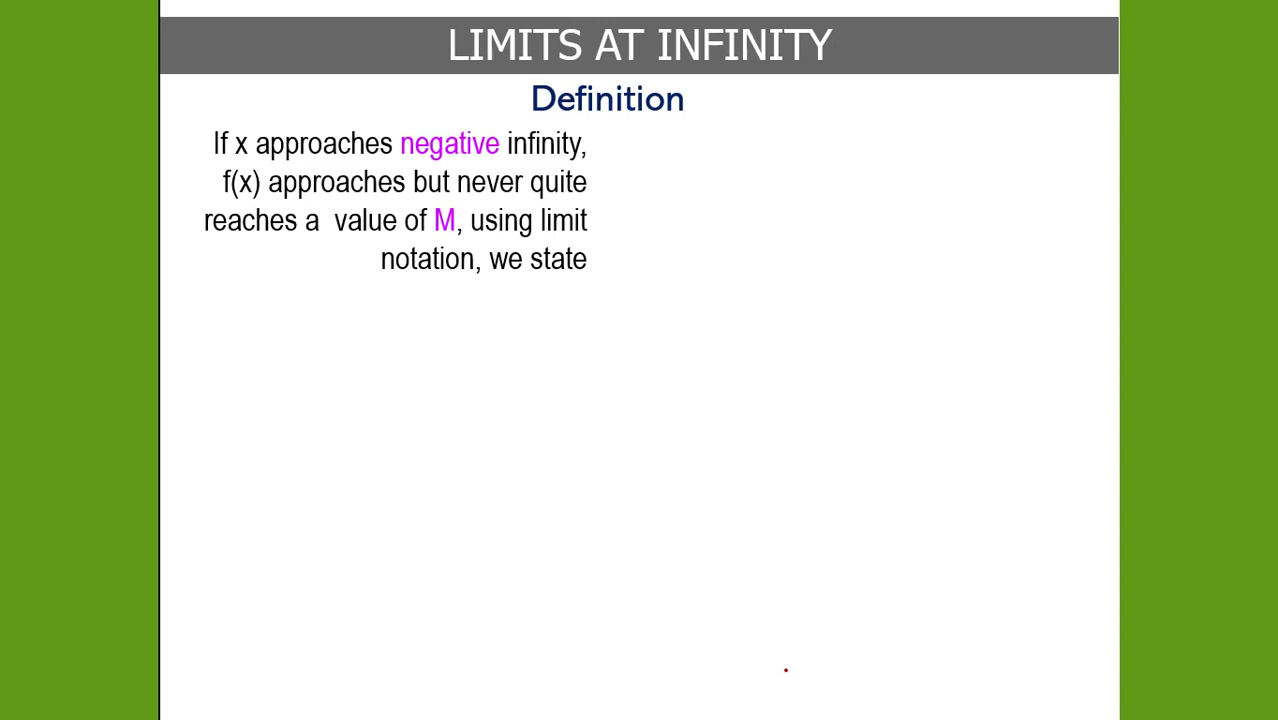 LIMITS AT INFINITY
Definition
If x approaches negative infinity,
f(x) approaches but never quite
reaches a value of M, using limit
notation, we state